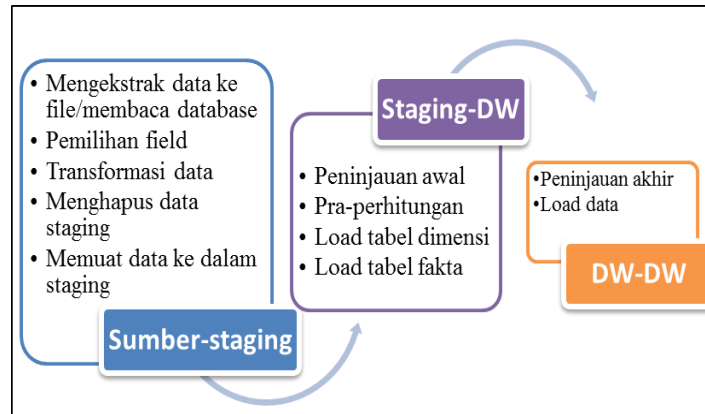 • Mengekstrak data ke
file/membaca database
• Pemilihan field
• Transformasi data
• Menghapus data
staging
• Memuat data ke dalam
staging
Sumber-staging
Staging-DW
• Peninjauan awal
• Pra-perhitungan
• Load tabel dimensi
• Load tabel fakta
•Peninjauan akhir
•Load data
DW-DW